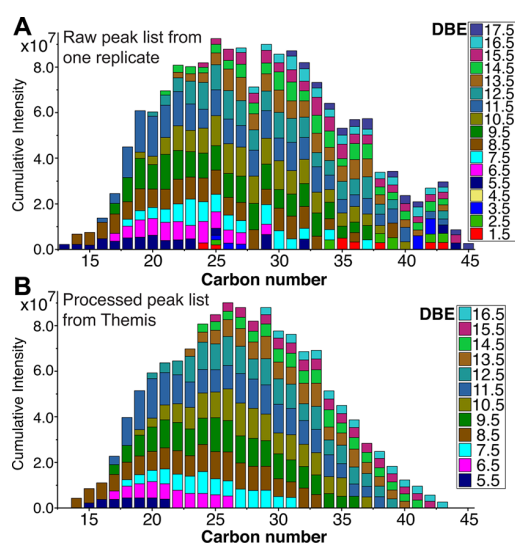 A
Raw peak list from
one replicate
x10⁷
8.0
6.0
4.0
2.0
0.0
Cumulative Intensity
15 20 25 30 35 40 45
Carbon number
DBE
17.5
16.5
15.5
14.5
13.5
12.5
11.5
10.5
9.5
8.5
7.5
6.5
5.5
4.5
3.5
2.5
1.5
B
Processed peak list
from Themis
x10⁷
8.0
6.0
4.0
2.0
0.0
Cumulative Intensity
15 20 25 30 35 40 45
Carbon number
DBE
16.5
15.5
14.5
13.5
12.5
11.5
10.5
9.5
8.5
7.5
6.5
5.5